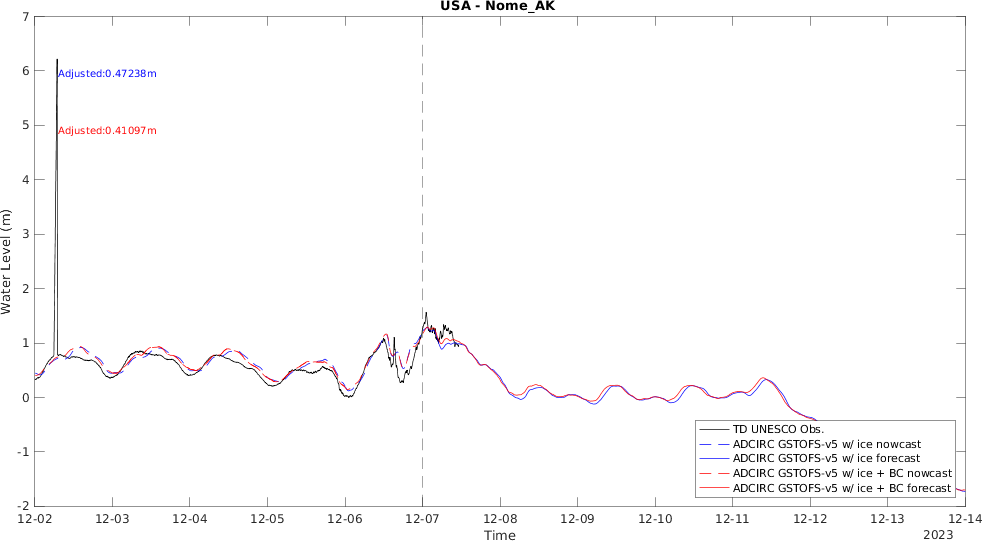 USA - Nome_AK
7
6
5
4
3
2
1
0
-1
-2
Water Level (m)
Adjusted:0.47238m
Adjusted:0.41097m
TD UNESCO Obs.
ADCIRC GSTOFS-v5 w/ ice nowcast
ADCIRC GSTOFS-v5 w/ ice forecast
ADCIRC GSTOFS-v5 w/ ice + BC nowcast
ADCIRC GSTOFS-v5 w/ ice + BC forecast
12-02 12-03 12-04 12-05 12-06 12-07 12-08 12-09 12-10 12-11 12-12 12-13 12-14
Time
2023